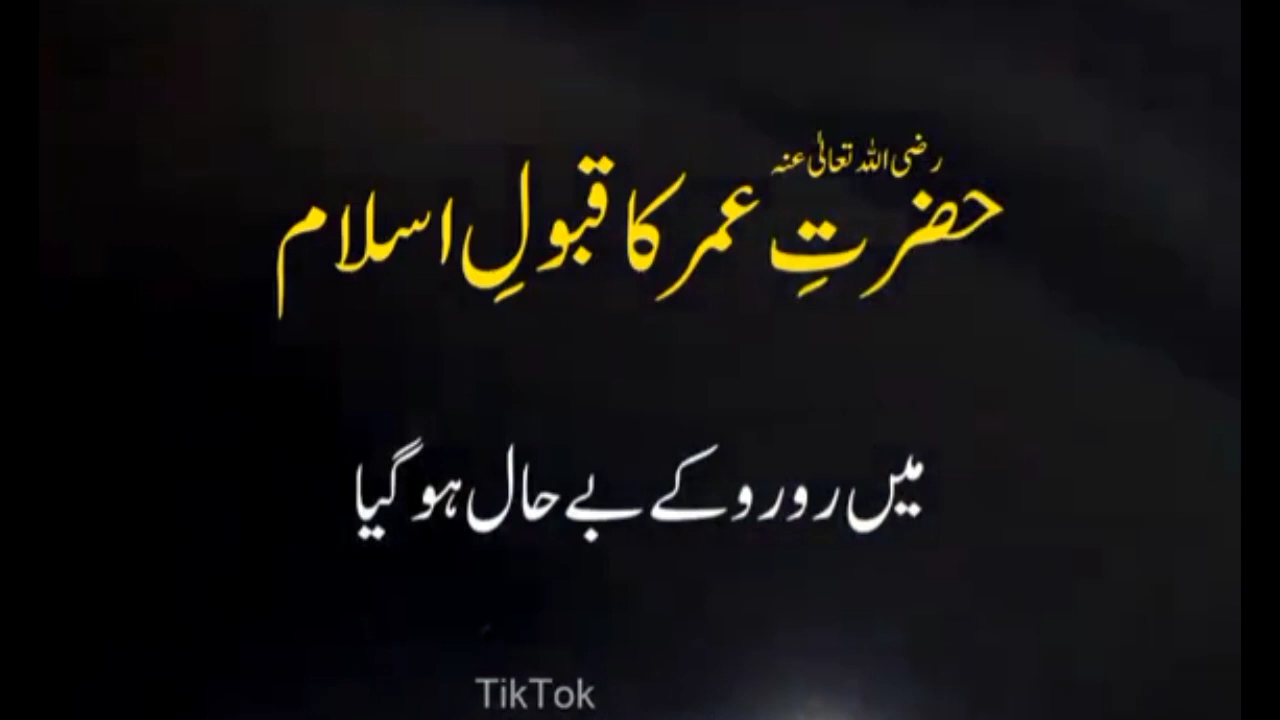 رضی اللہ تعالیٰ عنہ
حضرتِ عمر کا قبولِ اسلام
میں رو رو کے بے حال ہو گیا
TikTok